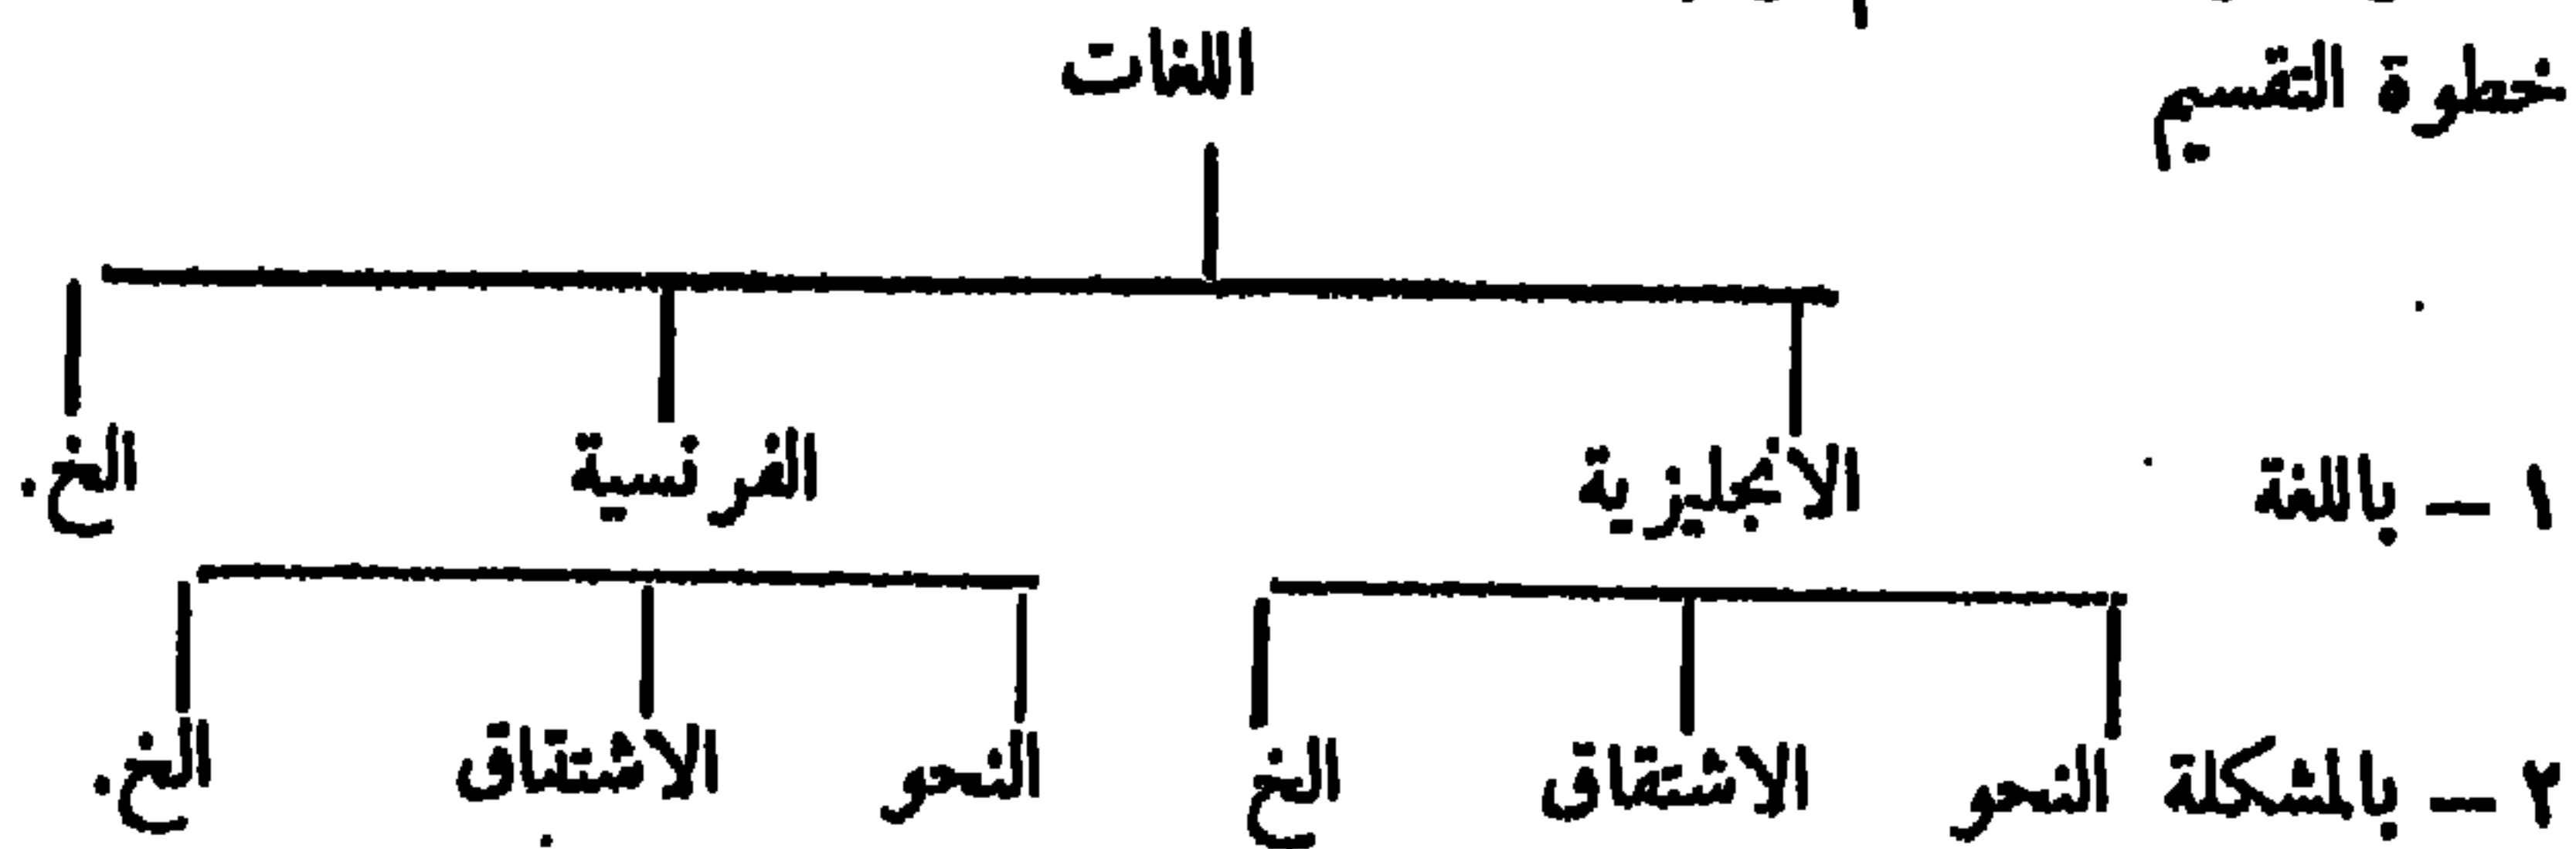 خطوة التقسيم اللغات
١ – باللغة الانجليزية الفرنسية الخ.
٢ – بالمشكلة النحو الاشتقاق الخ النحو الاشتقاق الخ.